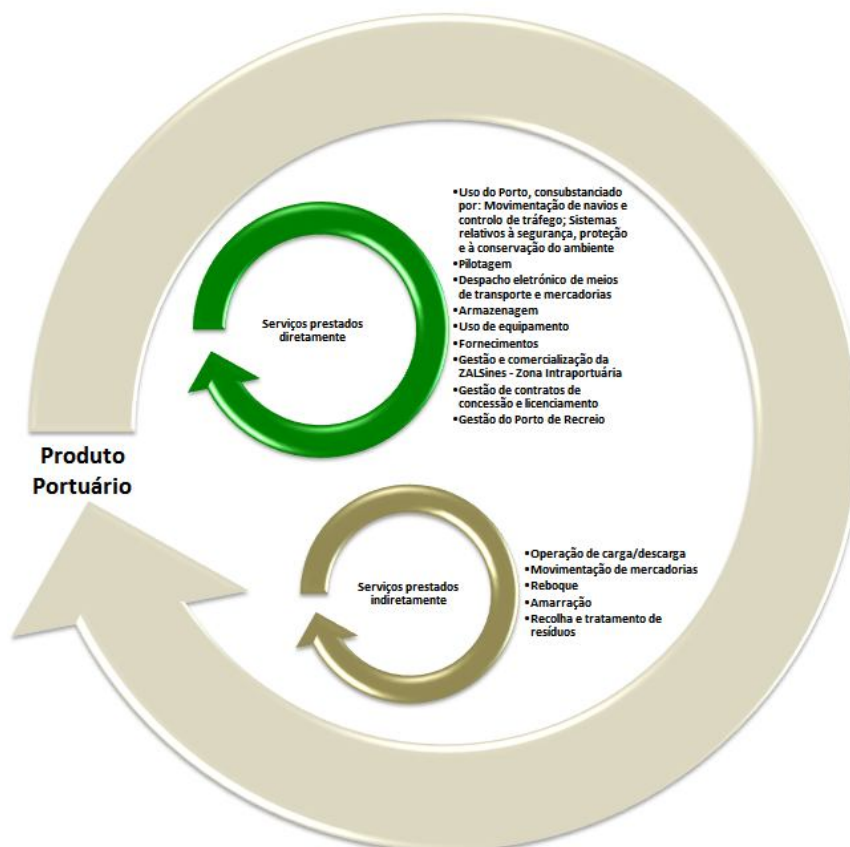 Produto
Portuário
Serviços prestados
diretamente
▪Uso do Porto, consubstanciado
por: Movimentação de navios e
controlo de tráfego; Sistemas
relativos à segurança, proteção
e à conservação do ambiente
▪Pilotagem
▪Despacho eletrónico de meios
de transporte e mercadorias
▪Armazenagem
▪Uso de equipamento
▪Fornecimentos
▪Gestão e comercialização da
ZALSines - Zona Intraportuária
▪Gestão de contratos de
concessão e licenciamento
▪Gestão do Porto de Recreio
Serviços prestados
indiretamente
▪Operação de carga/descarga
▪Movimentação de mercadorias
▪Reboque
▪Amarração
▪Recolha e tratamento de
resíduos